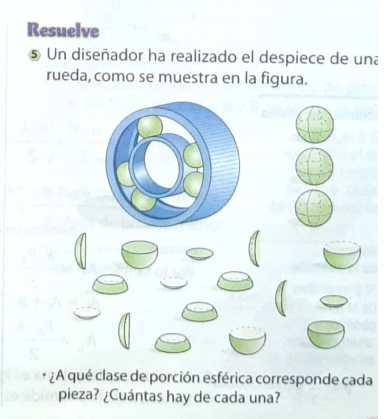 Resuelve
5 Un diseñador ha realizado el despiece de una
rueda, como se muestra en la figura.
• ¿A qué clase de porción esférica corresponde cada
pieza? ¿Cuántas hay de cada una?